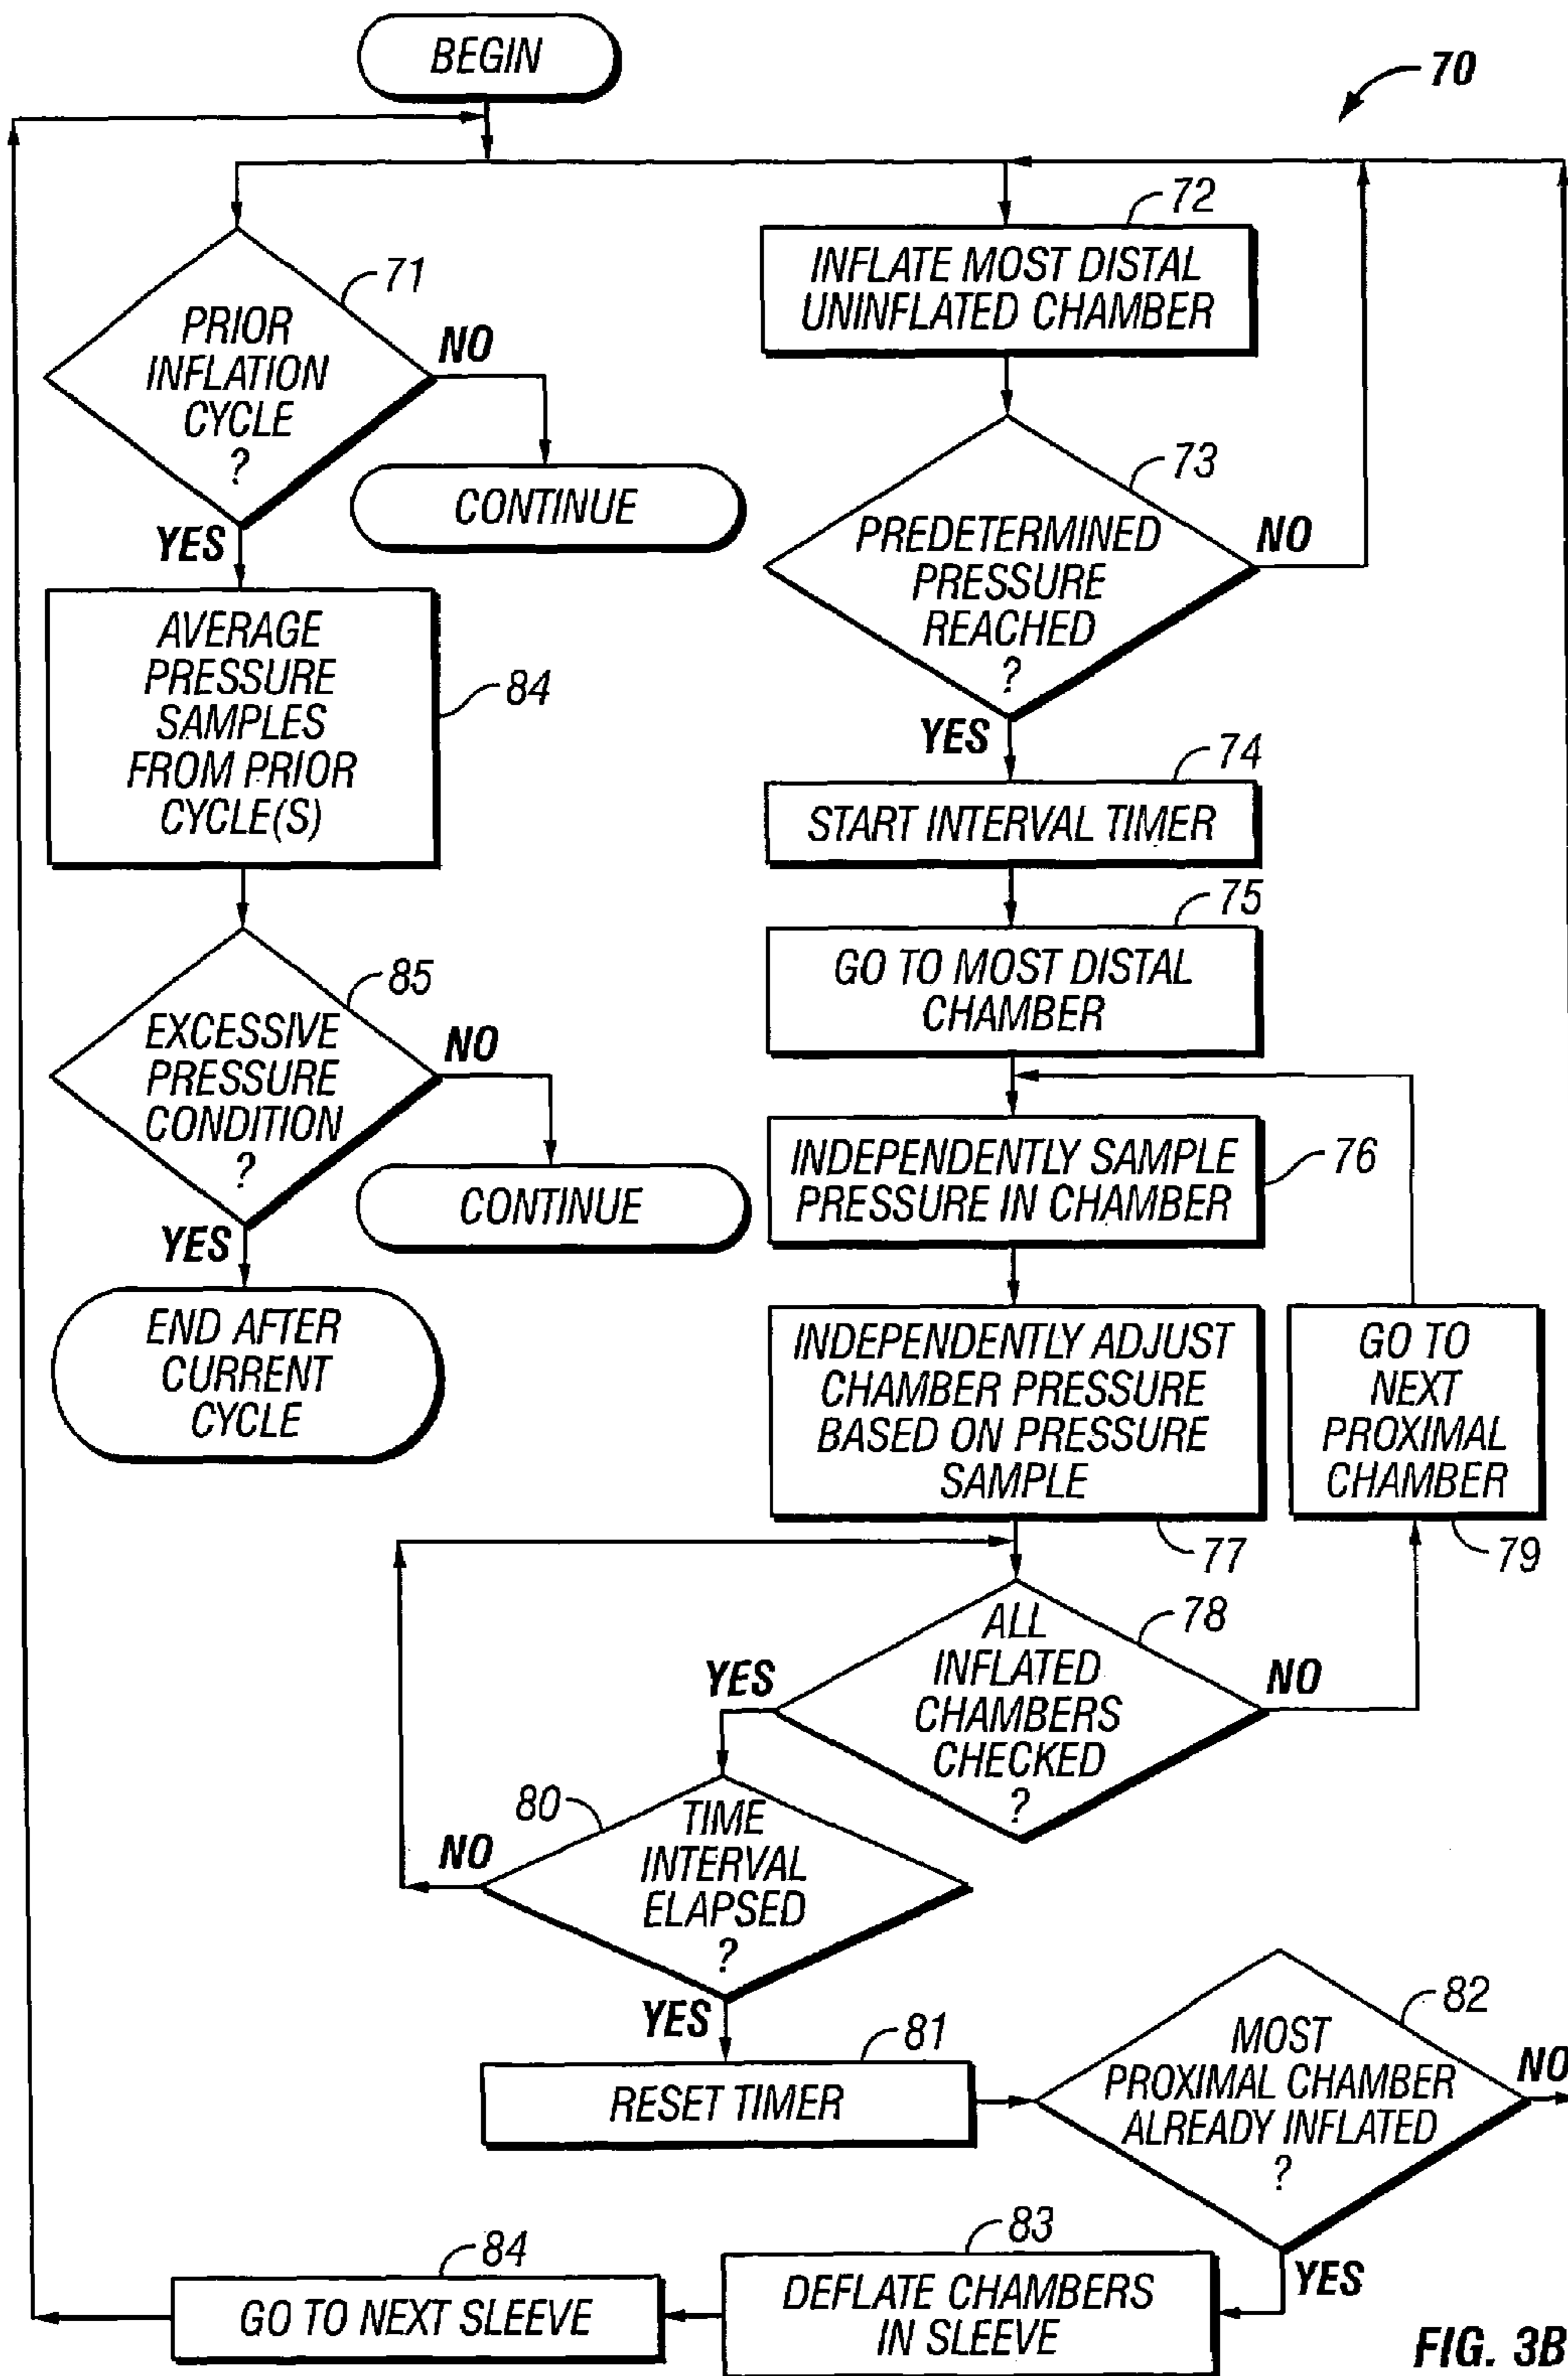 BEGIN
70
71
PRIOR
INFLATION
CYCLE
?
NO
CONTINUE
YES
AVERAGE
PRESSURE
SAMPLES
FROM PRIOR
CYCLE(S)
84
85
EXCESSIVE
PRESSURE
CONDITION
?
NO
CONTINUE
YES
END AFTER
CURRENT
CYCLE
72
INFLATE MOST DISTAL
UNINFLATED CHAMBER
73
PREDETERMINED
PRESSURE
REACHED
?
NO
YES
74
START INTERVAL TIMER
75
GO TO MOST DISTAL
CHAMBER
INDEPENDENTLY SAMPLE
PRESSURE IN CHAMBER
76
INDEPENDENTLY ADJUST
CHAMBER PRESSURE
BASED ON PRESSURE
SAMPLE
77
GO TO
NEXT
PROXIMAL
CHAMBER
79
78
ALL
INFLATED
CHAMBERS
CHECKED
?
YES
NO
80
TIME
INTERVAL
ELAPSED
?
NO
YES
81
RESET TIMER
82
MOST
PROXIMAL CHAMBER
ALREADY INFLATED
?
NO
YES
83
DEFLATE CHAMBERS
IN SLEEVE
84
GO TO NEXT SLEEVE
FIG. 3B